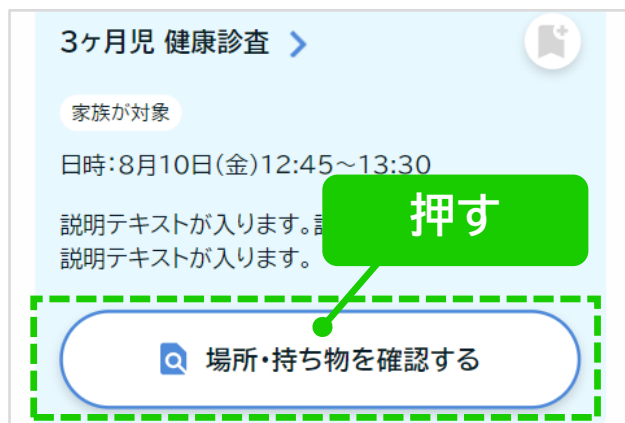 3ヶ月児 健康診査
家族が対象
日時：8月10日（金）12:45～13:30
説明テキストが入ります。
押す
説明テキストが入ります。
場所・持ち物を確認する